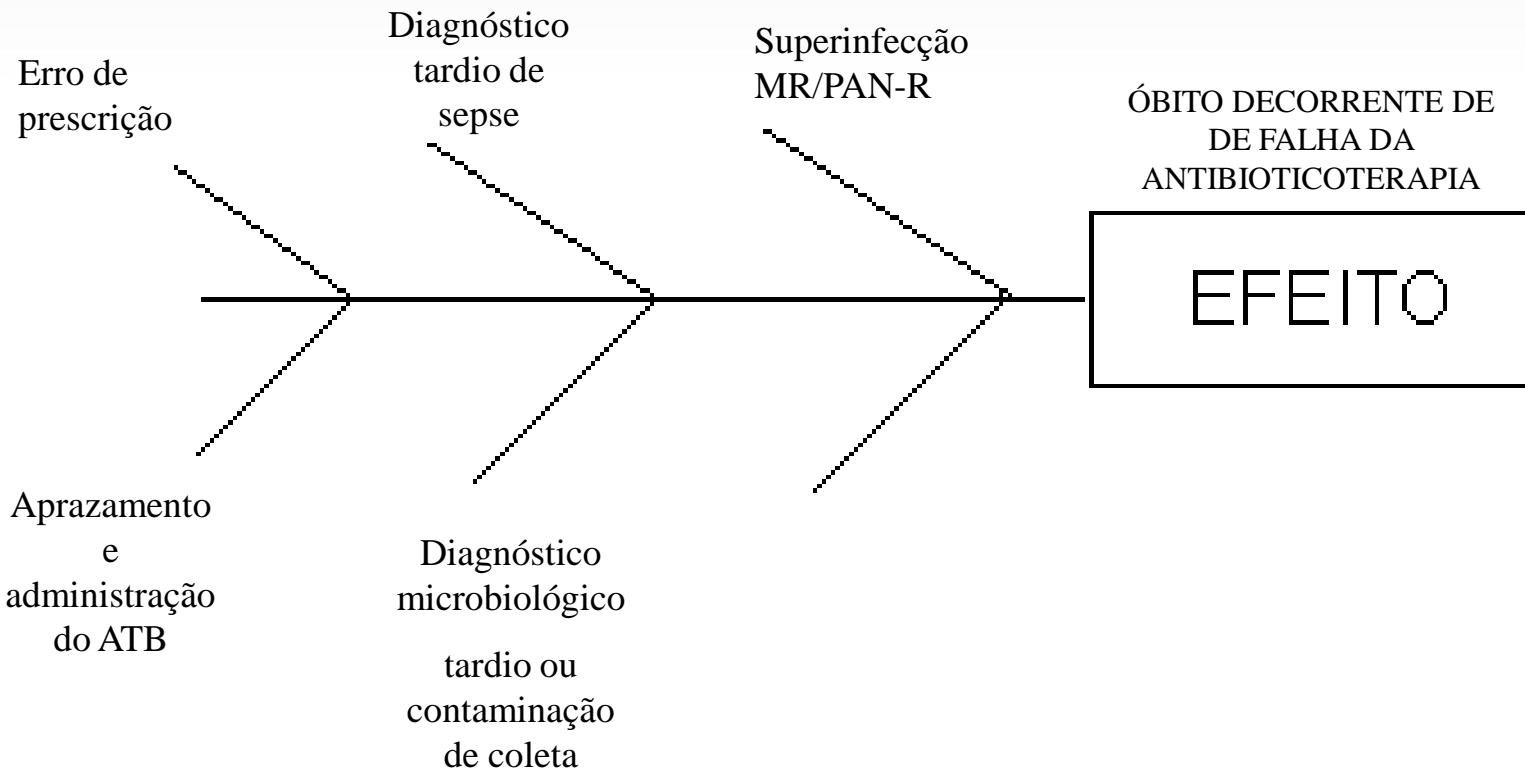 Erro de
prescrição
Diagnóstico
tardio de
sepse
Superinfecção
MR/PAN-R
ÓBITO DECORRENTE DE
DE FALHA DA
ANTIBIOTICOTERAPIA
EFEITO
Aprazamento
e
administração
do ATB
Diagnóstico
microbiológico
tardio ou
contaminação
de coleta